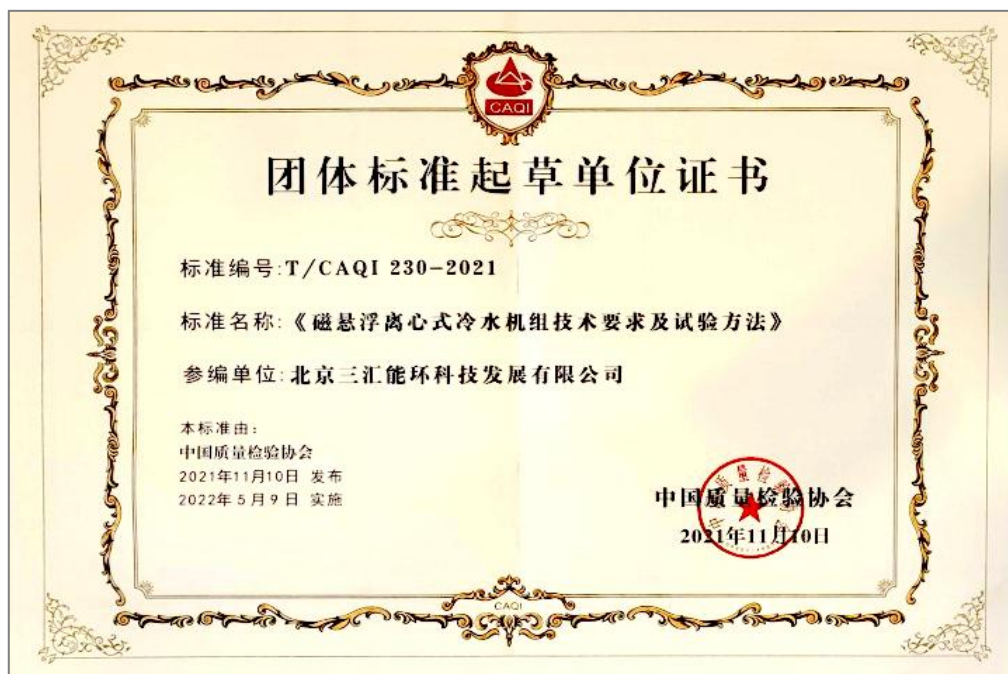 CAQI
团体标准起草单位证书
标准编号:T/CAQI 230-2021
标准名称:《磁悬浮离心式冷水机组技术要求及试验方法》
参编单位:北京三汇能环科技发展有限公司
本标准由:
中国质量检验协会
2021年11月10日 发布
2022年5月9日 实施
中国质量检验协会
2021年11月10日
CAQI